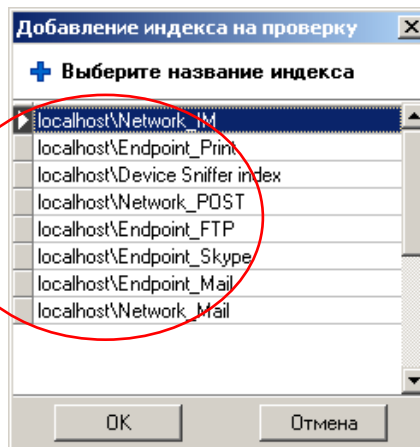 Добавление индекса на проверку
Выберите название индекса
localhost\Network_IM
localhost\Endpoint_Print
localhost\Device Sniffer index
localhost\Network_POST
localhost\Endpoint_FTP
localhost\Endpoint_Skype
localhost\Endpoint_Mail
localhost\Network_Mail
OK Отмена